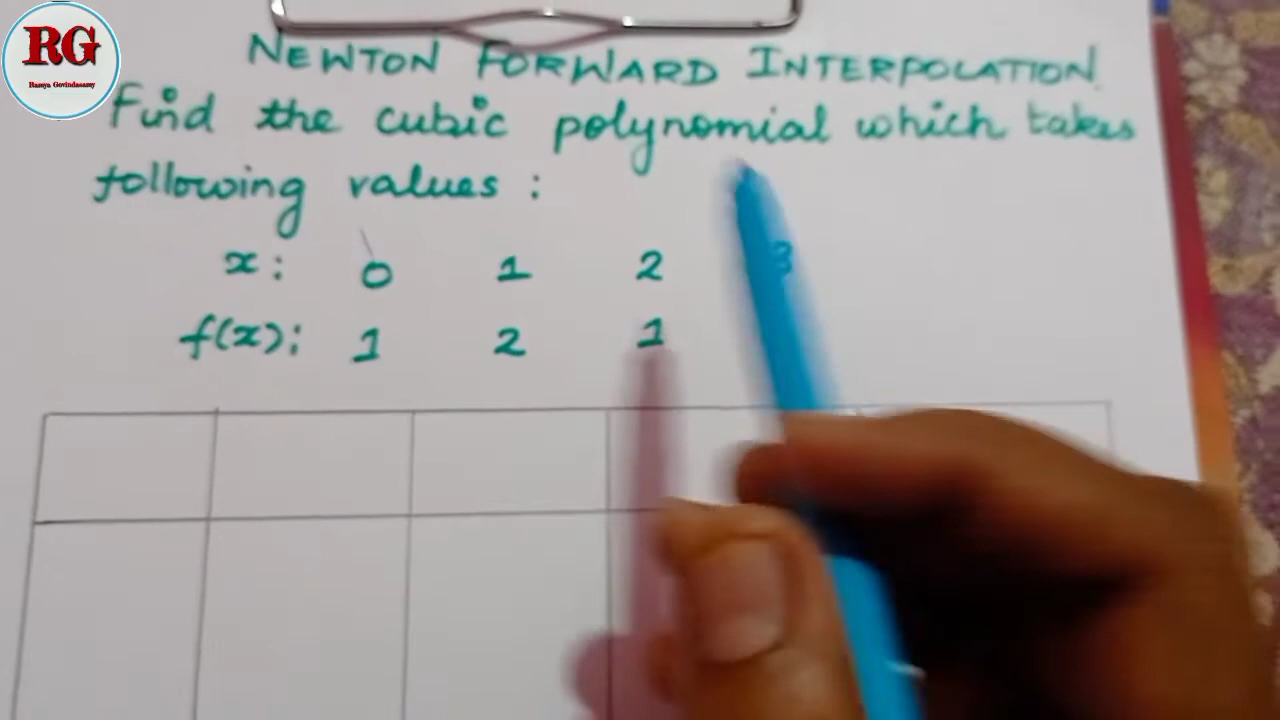 RG
Ramya Govindasamy
NEWTON FORWARD INTERPOLATION
Find the cubic polynomial which takes
following values :
x: 0 1 2 3
f(x): 1 2 1